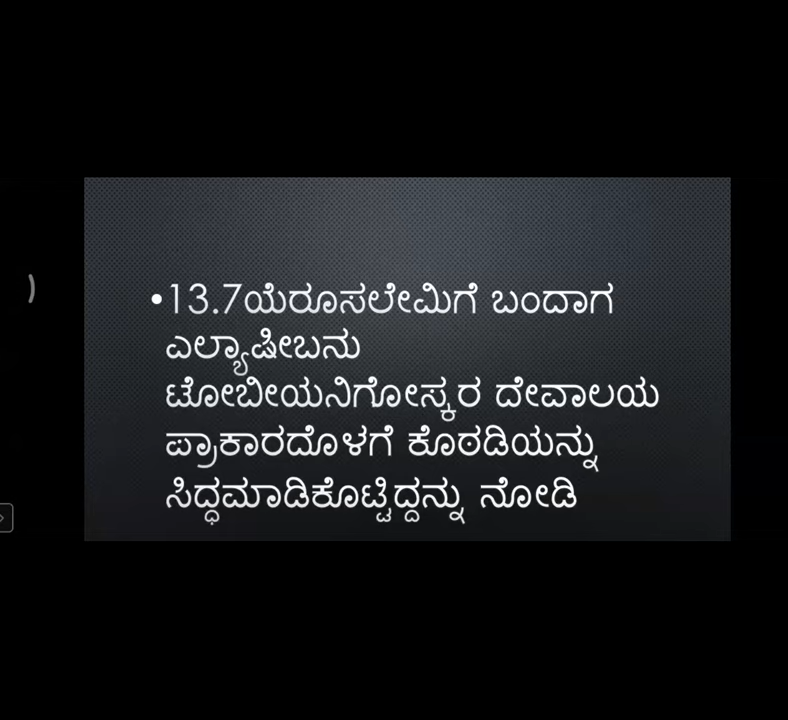 •13.7ಯೆರೂಸಲೇಮಿಗೆ ಬಂದಾಗ
ಎಲ್ಯಾಷೀಬನು
ಟೋಬೀಯನಿಗೋಸ್ಕರ ದೇವಾಲಯ
ಪ್ರಾಕಾರದೊಳಗೆ ಕೊಠಡಿಯನ್ನು
ಸಿದ್ಧಮಾಡಿಕೊಟ್ಟಿದ್ದನ್ನು ನೋಡಿ